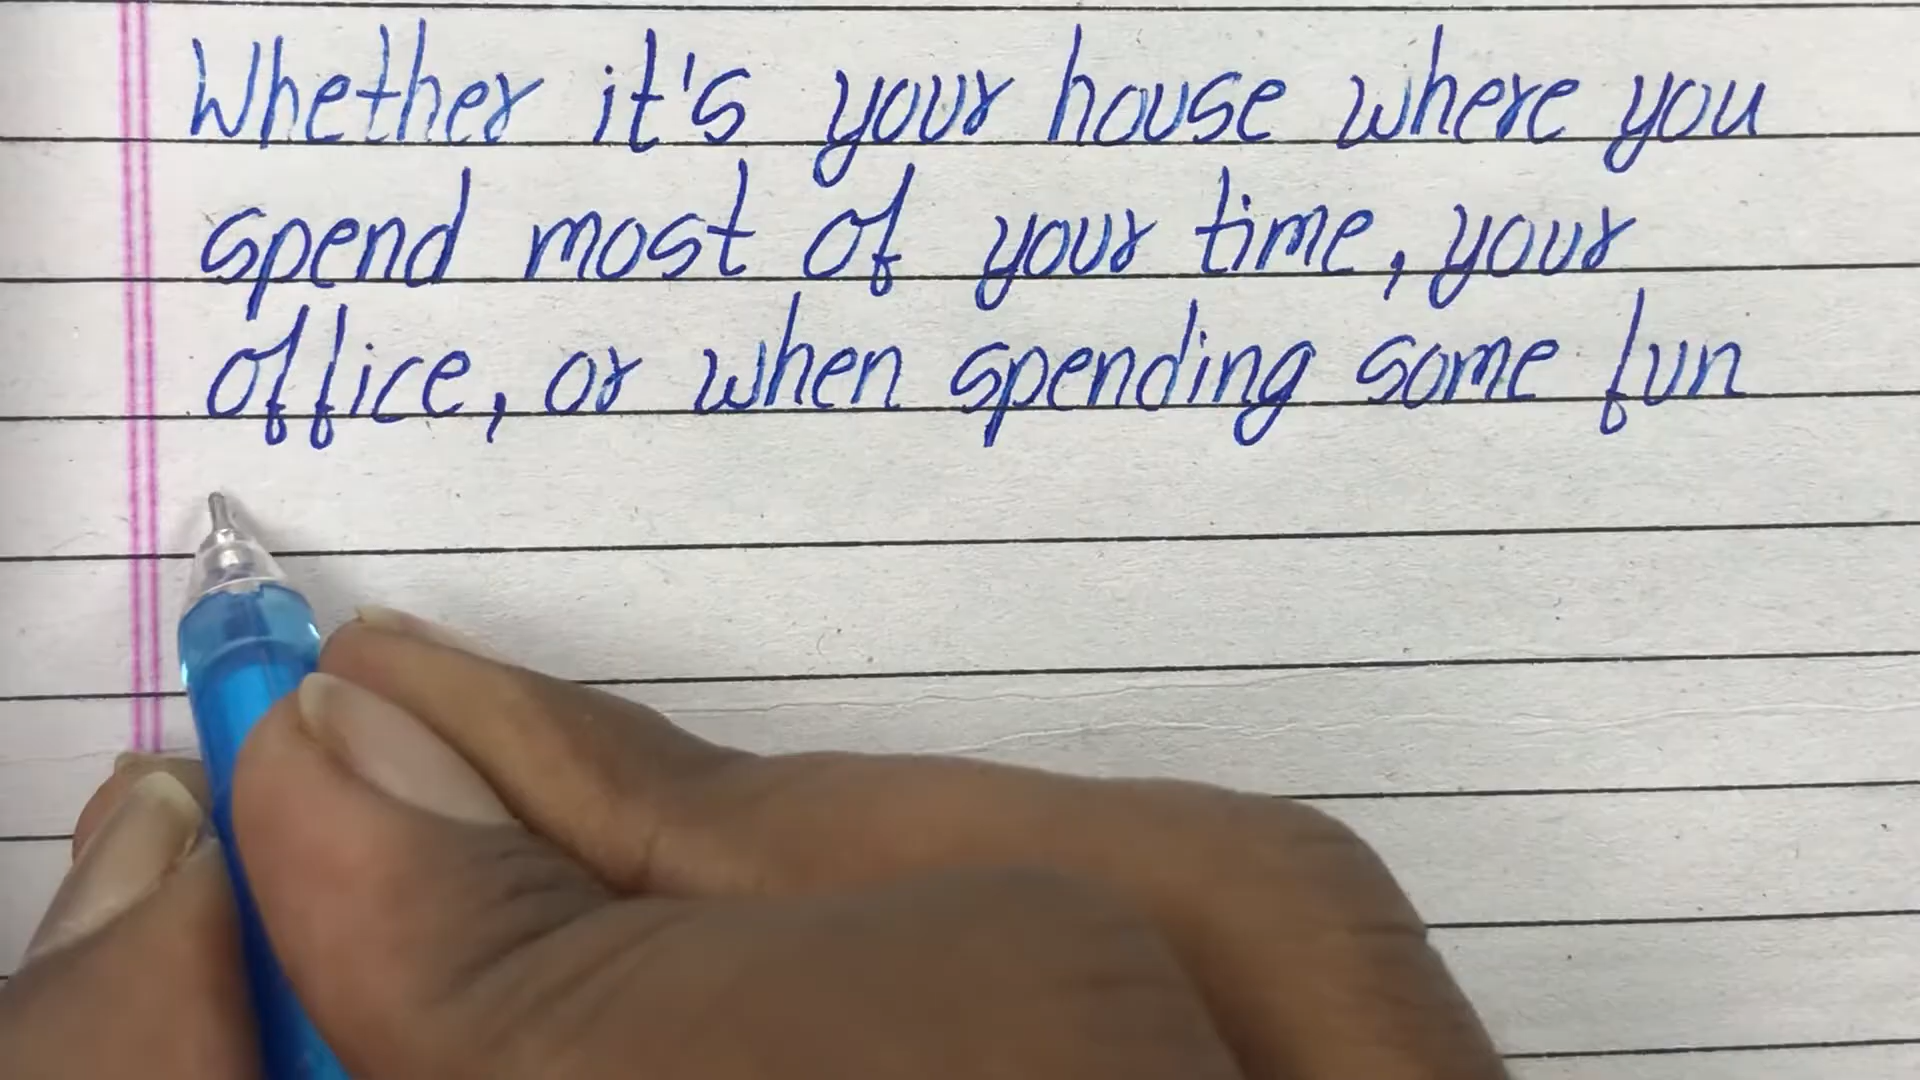 Whether it's your house where you
spend most of your time, your
office, or when spending some fun